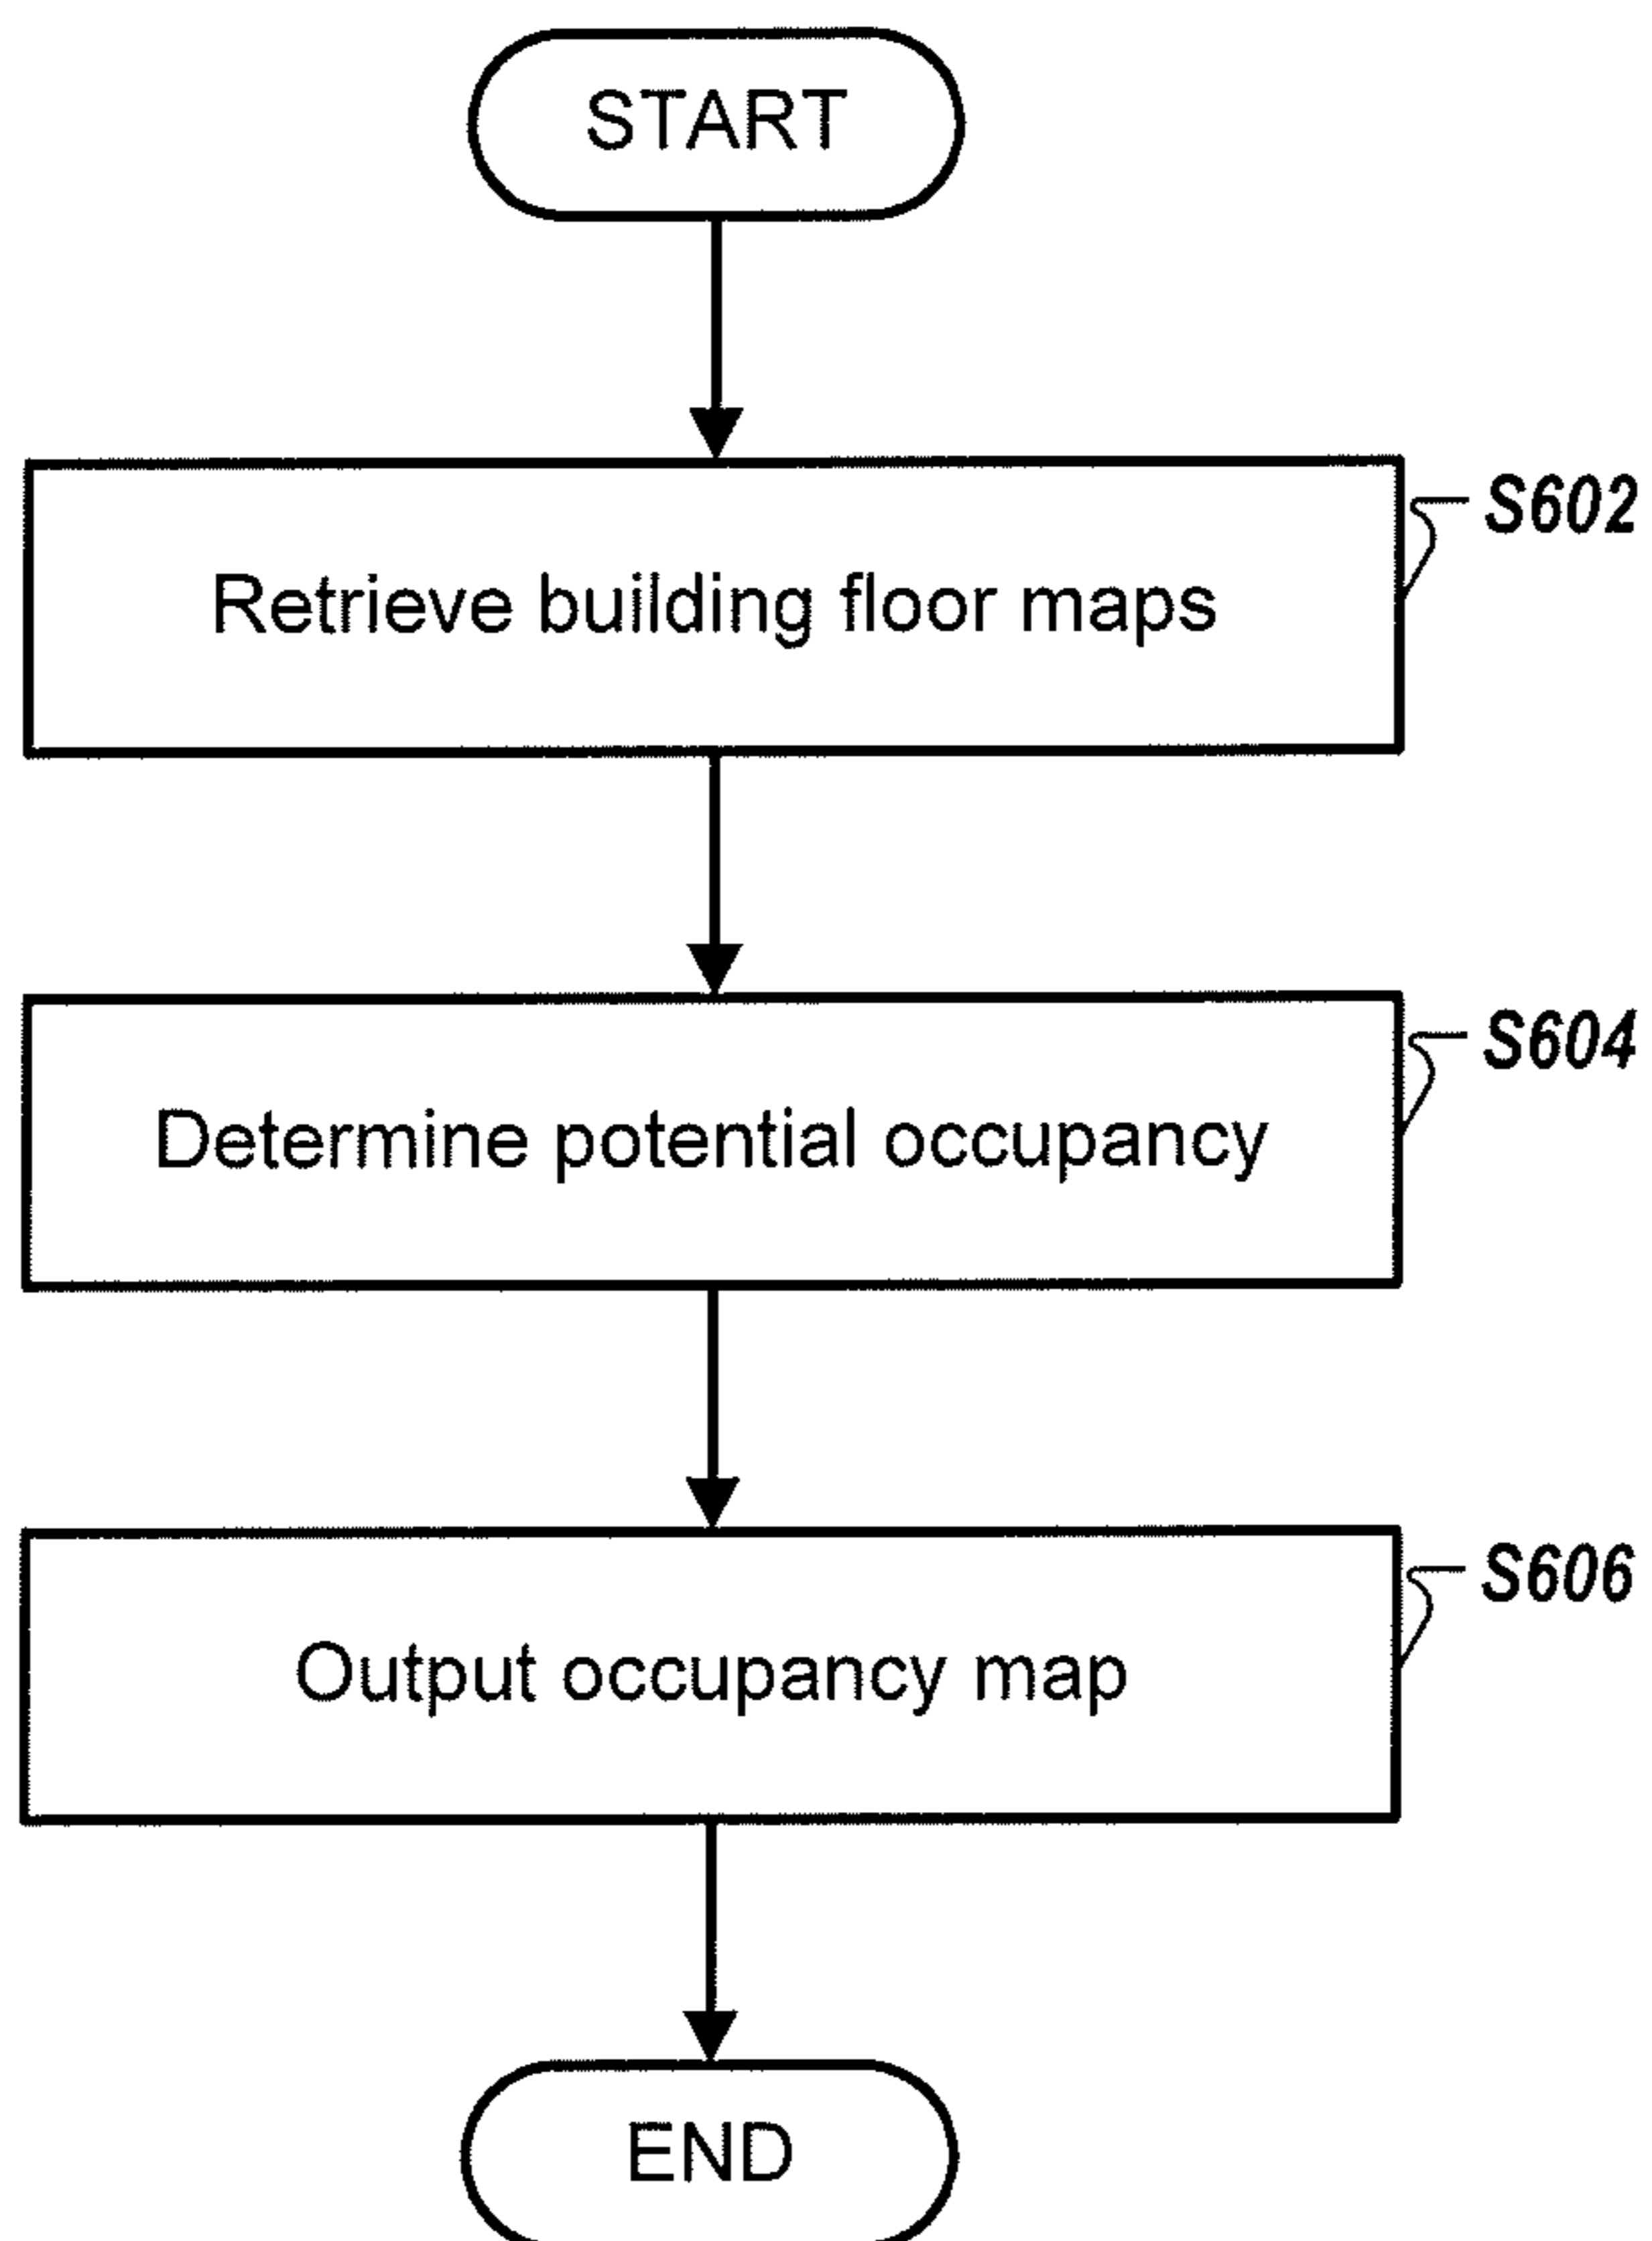 START
Retrieve building floor maps
S602
Determine potential occupancy
S604
Output occupancy map
S606
END